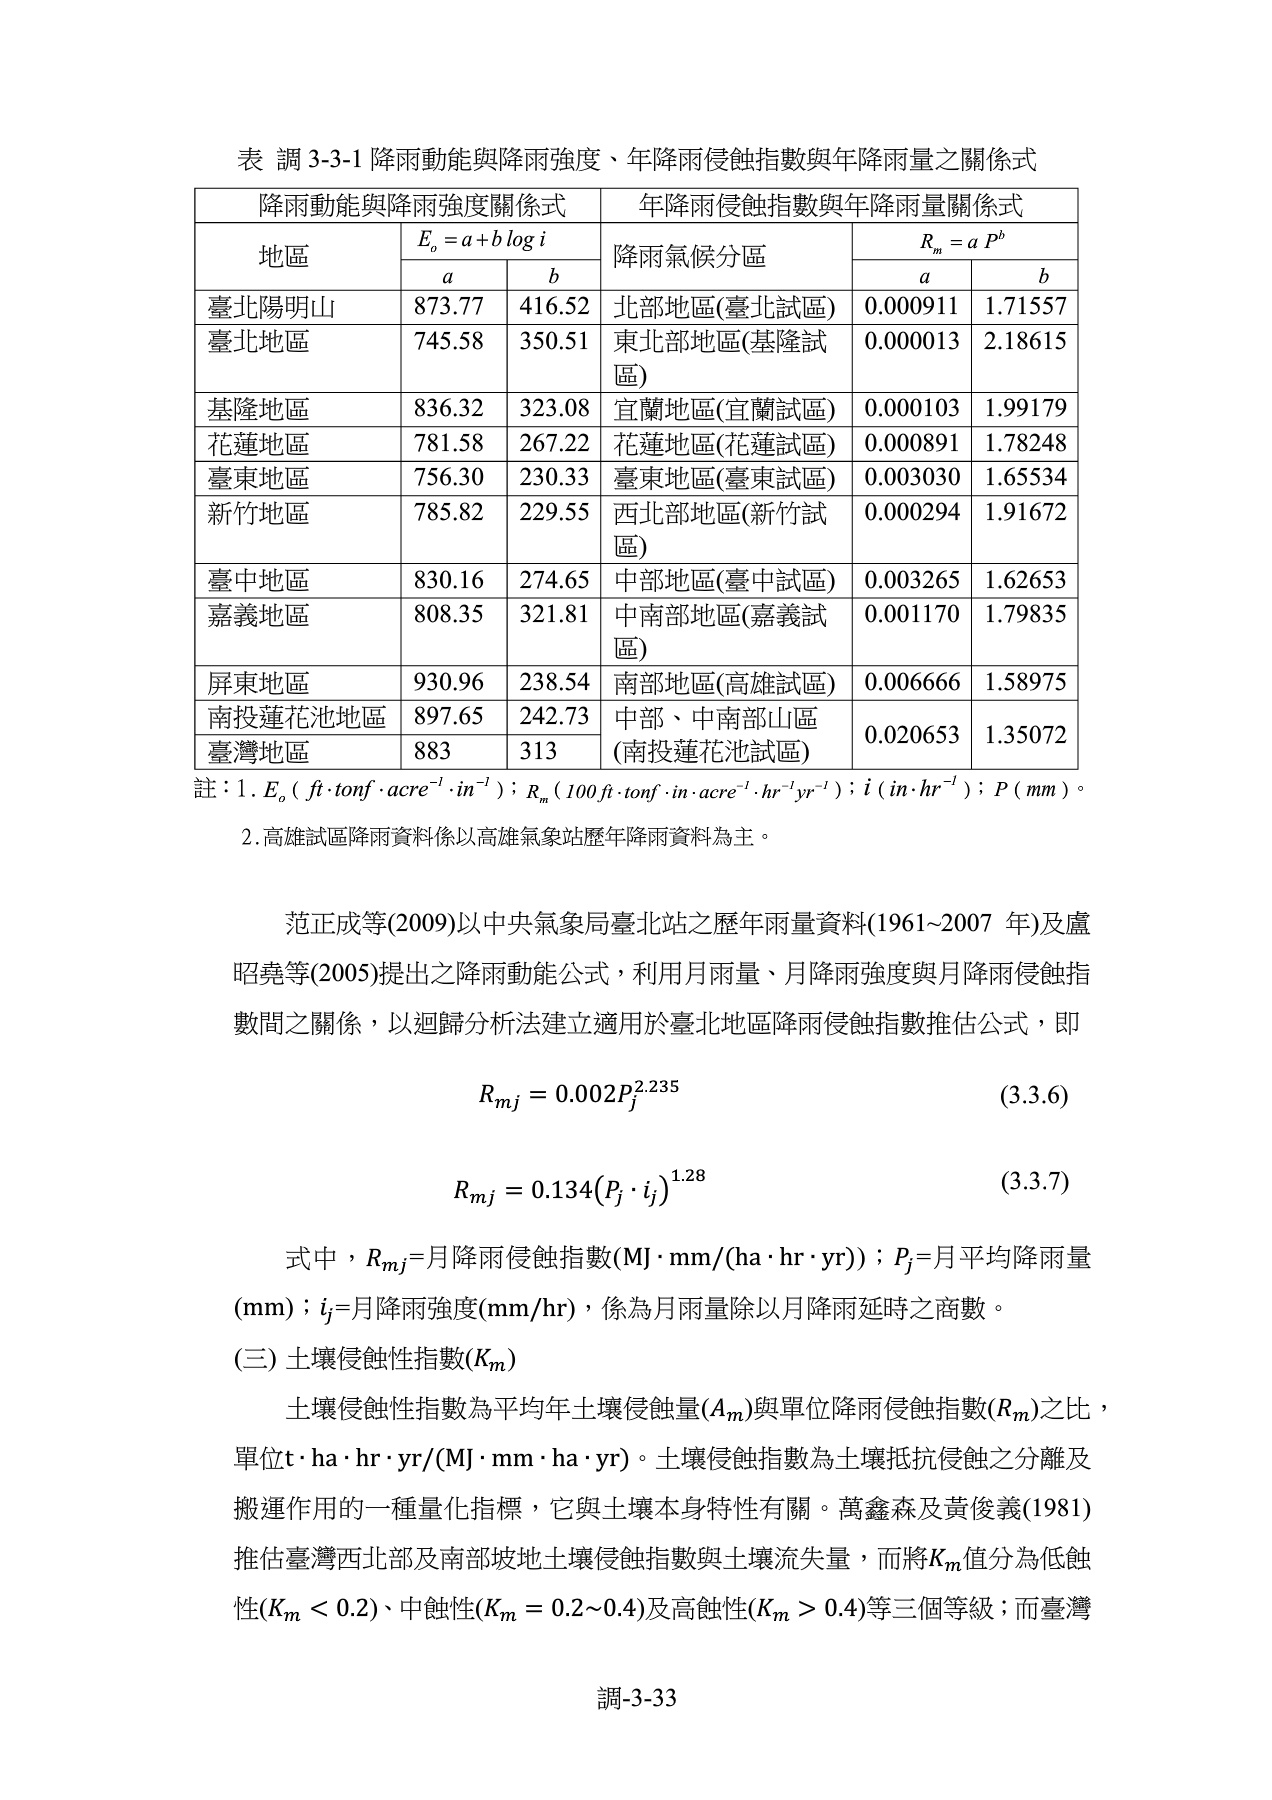 表 調 3-3-1 降雨動能與降雨強度、年降雨侵蝕指數與年降雨量之關係式
降雨動能與降雨強度關係式 年降雨侵蝕指數與年降雨量關係式
地區 E_o = a + b log i 降雨氣候分區 R_m = a P^b
a b a b
臺北陽明山 873.77 416.52 北部地區(臺北試區) 0.000911 1.71557
臺北地區 745.58 350.51 東北部地區(基隆試 0.000013 2.18615
區)
基隆地區 836.32 323.08 宜蘭地區(宜蘭試區) 0.000103 1.99179
花蓮地區 781.58 267.22 花蓮地區(花蓮試區) 0.000891 1.78248
臺東地區 756.30 230.33 臺東地區(臺東試區) 0.003030 1.65534
新竹地區 785.82 229.55 西北部地區(新竹試 0.000294 1.91672
區)
臺中地區 830.16 274.65 中部地區(臺中試區) 0.003265 1.62653
嘉義地區 808.35 321.81 中南部地區(嘉義試 0.001170 1.79835
區)
屏東地區 930.96 238.54 南部地區(高雄試區) 0.006666 1.58975
南投蓮花池地區 897.65 242.73 中部、中南部山區 0.020653 1.35072
臺灣地區 883 313 (南投蓮花池試區)
註：1. E_o ( ft·tonf·acre^{-1}·in^{-1} )；R_m ( 100 ft·tonf·in·acre^{-1}·hr^{-1}yr^{-1} )；i ( in·hr^{-1} )；P ( mm )。
2.高雄試區降雨資料係以高雄氣象站歷年降雨資料為主。
范正成等(2009)以中央氣象局臺北站之歷年雨量資料(1961~2007 年)及盧
昭堯等(2005)提出之降雨動能公式，利用月雨量、月降雨強度與月降雨侵蝕指
數間之關係，以迴歸分析法建立適用於臺北地區降雨侵蝕指數推估公式，即
R_{mj} = 0.002P_j^{2.235} (3.3.6)
R_{mj} = 0.134(P_j · i_j)^{1.28} (3.3.7)
式中，R_{mj}=月降雨侵蝕指數(MJ · mm/(ha · hr · yr))；P_j=月平均降雨量
(mm)；i_j=月降雨強度(mm/hr)，係為月雨量除以月降雨延時之商數。
(三) 土壤侵蝕性指數(K_m)
土壤侵蝕性指數為平均年土壤侵蝕量(A_m)與單位降雨侵蝕指數(R_m)之比，
單位t · ha · hr · yr/(MJ · mm · ha · yr)。土壤侵蝕指數為土壤抵抗侵蝕之分離及
搬運作用的一種量化指標，它與土壤本身特性有關。萬鑫森及黃俊義(1981)
推估臺灣西北部及南部坡地土壤侵蝕指數與土壤流失量，而將K_m值分為低蝕
性(K_m < 0.2)、中蝕性(K_m = 0.2~0.4)及高蝕性(K_m > 0.4)等三個等級；而臺灣
調-3-33